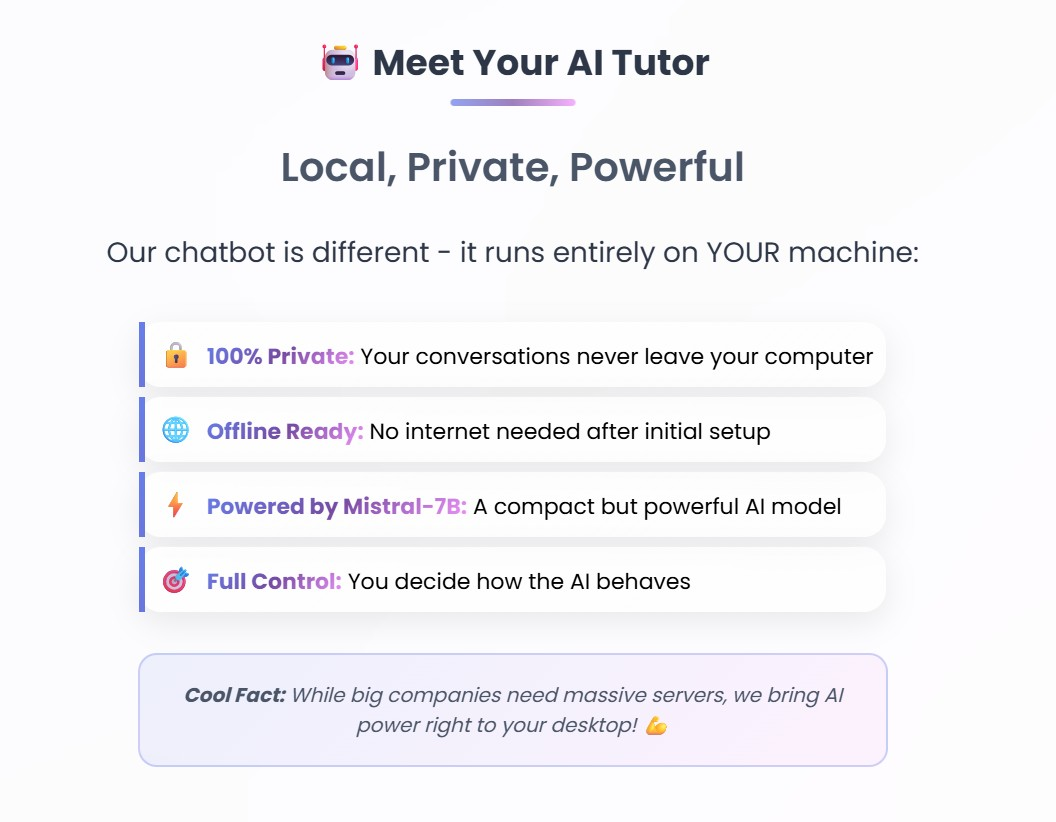 🤖 Meet Your AI Tutor
Local, Private, Powerful
Our chatbot is different - it runs entirely on YOUR machine:
🔒 100% Private: Your conversations never leave your computer
🌐 Offline Ready: No internet needed after initial setup
⚡ Powered by Mistral-7B: A compact but powerful AI model
🎯 Full Control: You decide how the AI behaves
Cool Fact: While big companies need massive servers, we bring AI
power right to your desktop! 💪